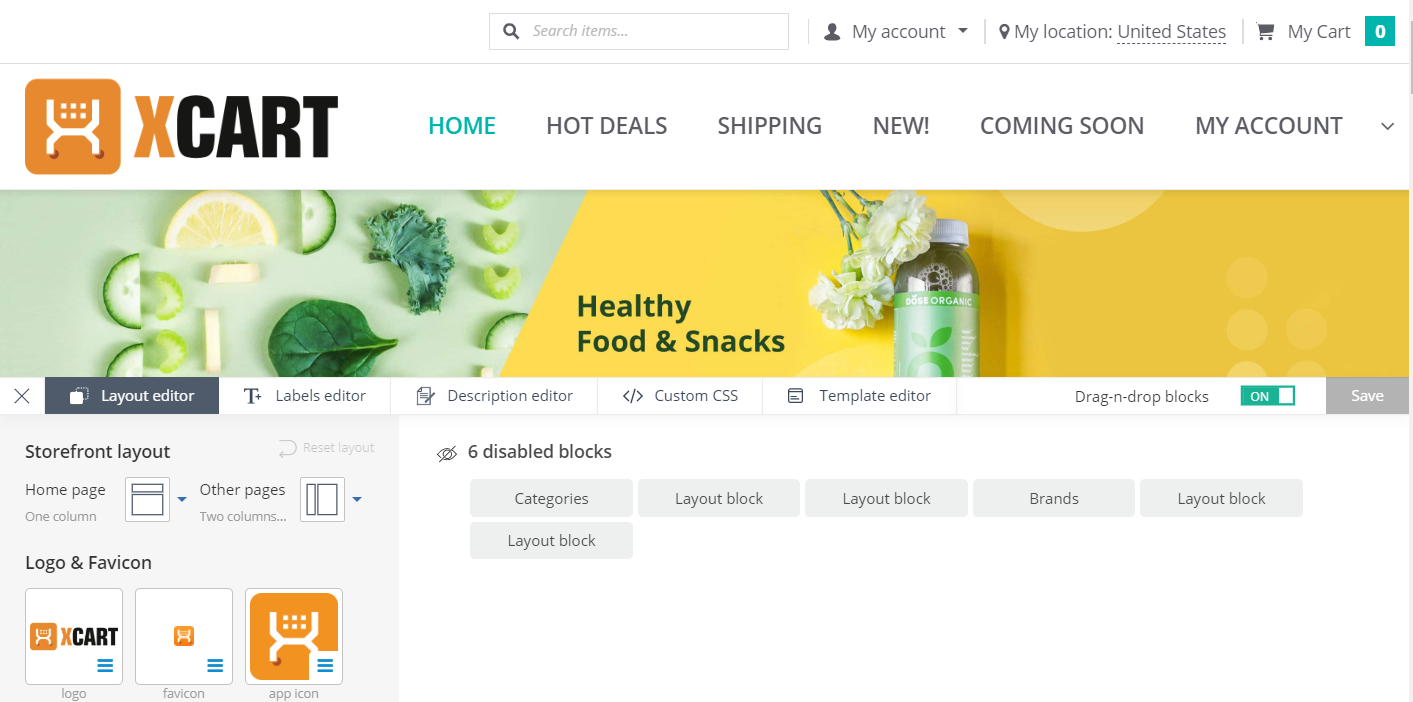 Search items...
My account
My location: United States
My Cart
0
XCART
HOME
HOT DEALS
SHIPPING
NEW!
COMING SOON
MY ACCOUNT
DOSE ORGANIC
Healthy
Food & Snacks
Layout editor
Labels editor
Description editor
Custom CSS
Template editor
Drag-n-drop blocks
ON
Save
Storefront layout
Reset layout
Home page
One column
Other pages
Two columns...
Logo & Favicon
XCART
logo
favicon
app icon
6 disabled blocks
Categories
Layout block
Layout block
Brands
Layout block
Layout block